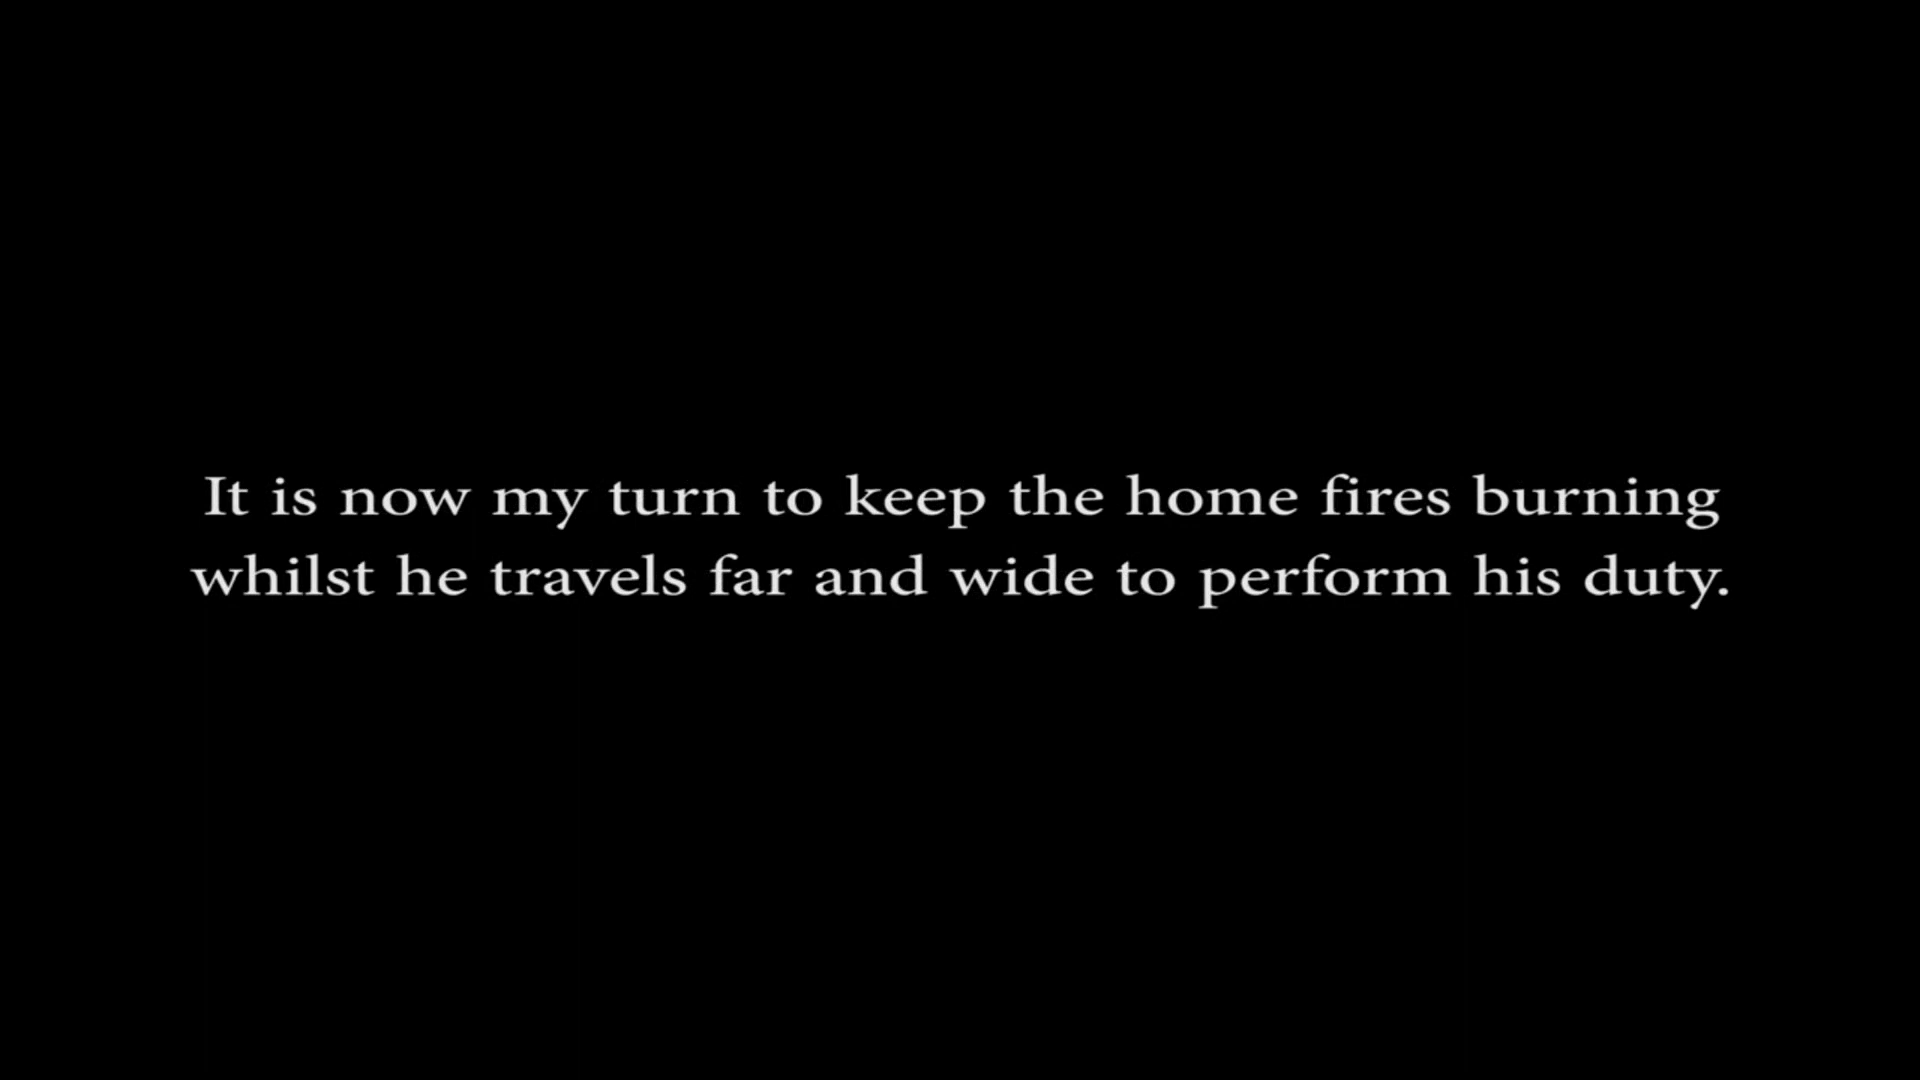 It is now my turn to keep the home fires burning
whilst he travels far and wide to perform his duty.